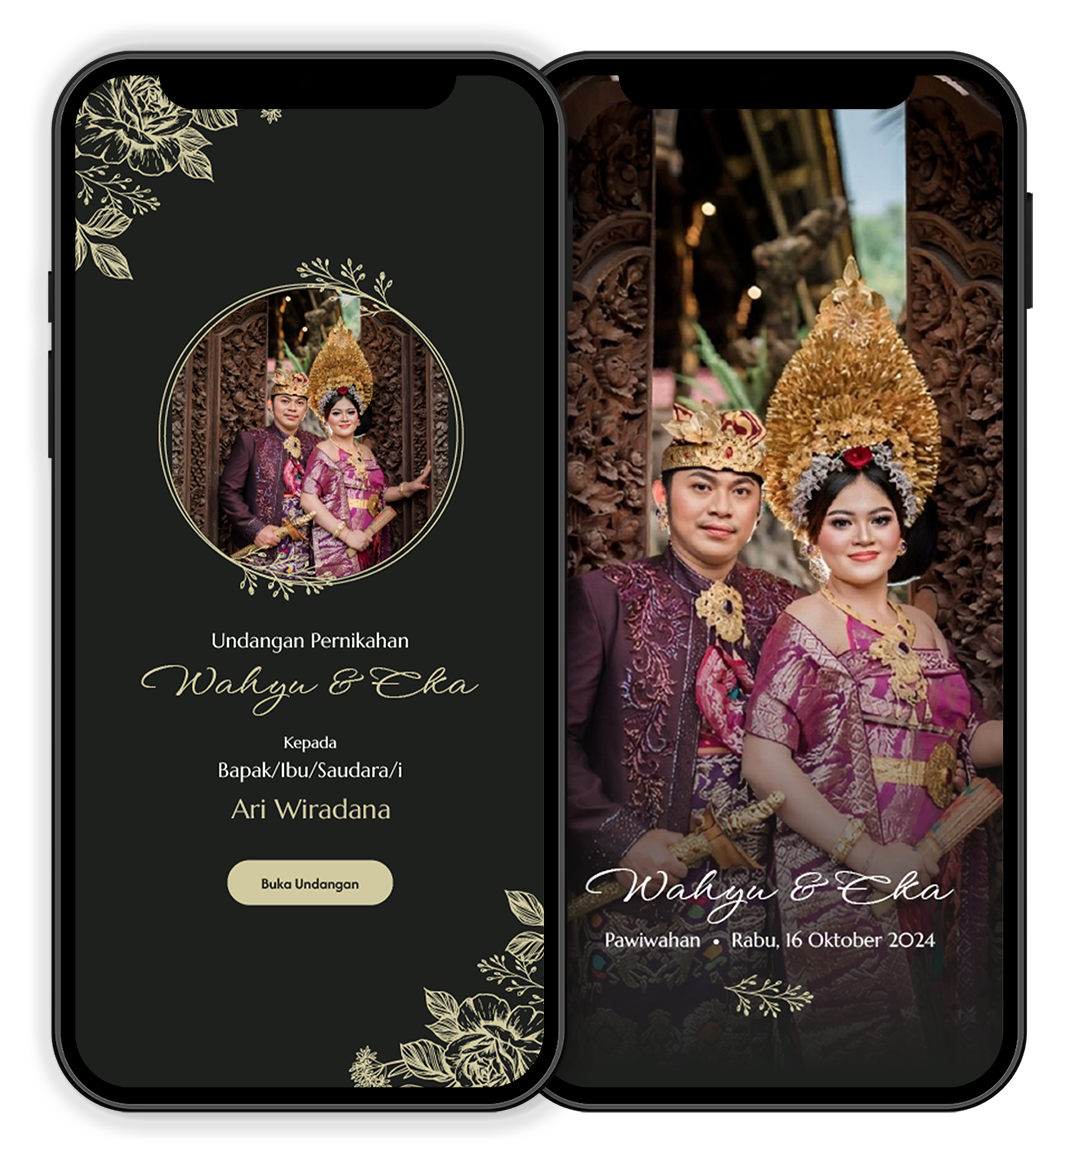 Undangan Pernikahan
Wahyu & Eka
Kepada
Bapak/Ibu/Saudara/i
Ari Wiradana
Buka Undangan
Wahyu & Eka
Pawiwahan • Rabu, 16 Oktober 2024